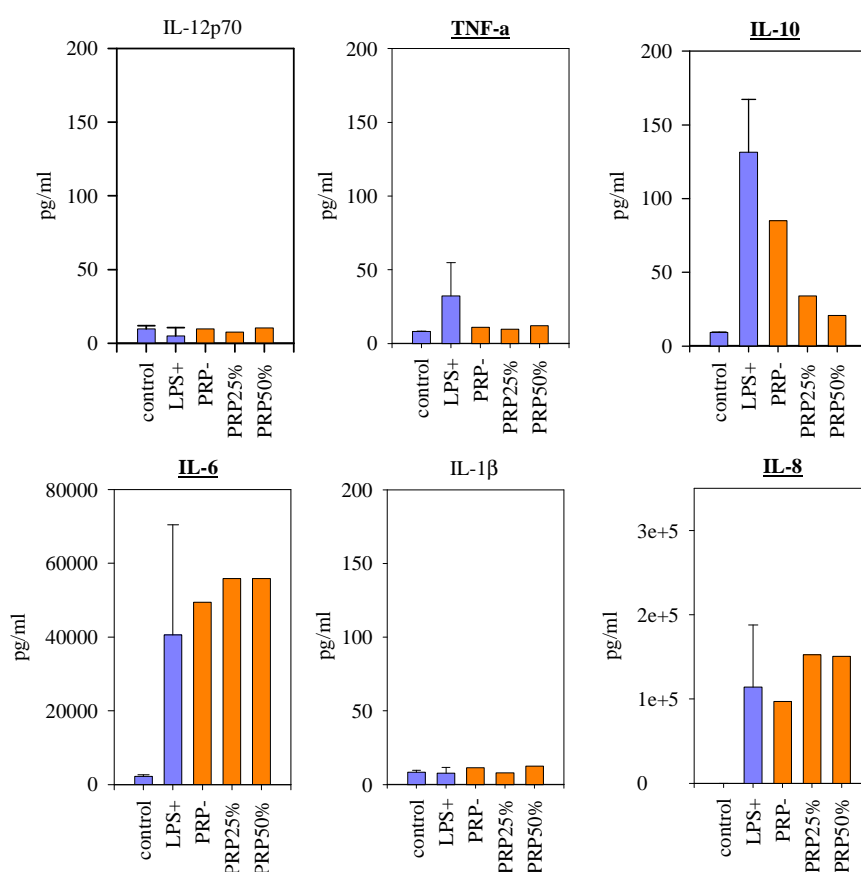 IL-12p70
200
150
100
50
0
pg/ml
control
LPS+
PRP-
PRP25%
PRP50%
TNF-a
200
150
100
50
0
pg/ml
control
LPS+
PRP-
PRP25%
PRP50%
IL-10
200
150
100
50
0
pg/ml
control
LPS+
PRP-
PRP25%
PRP50%
IL-6
80000
60000
40000
20000
0
pg/ml
control
LPS+
PRP-
PRP25%
PRP50%
IL-1β
200
150
100
50
0
pg/ml
control
LPS+
PRP-
PRP25%
PRP50%
IL-8
3e+5
2e+5
1e+5
0
pg/ml
control
LPS+
PRP-
PRP25%
PRP50%